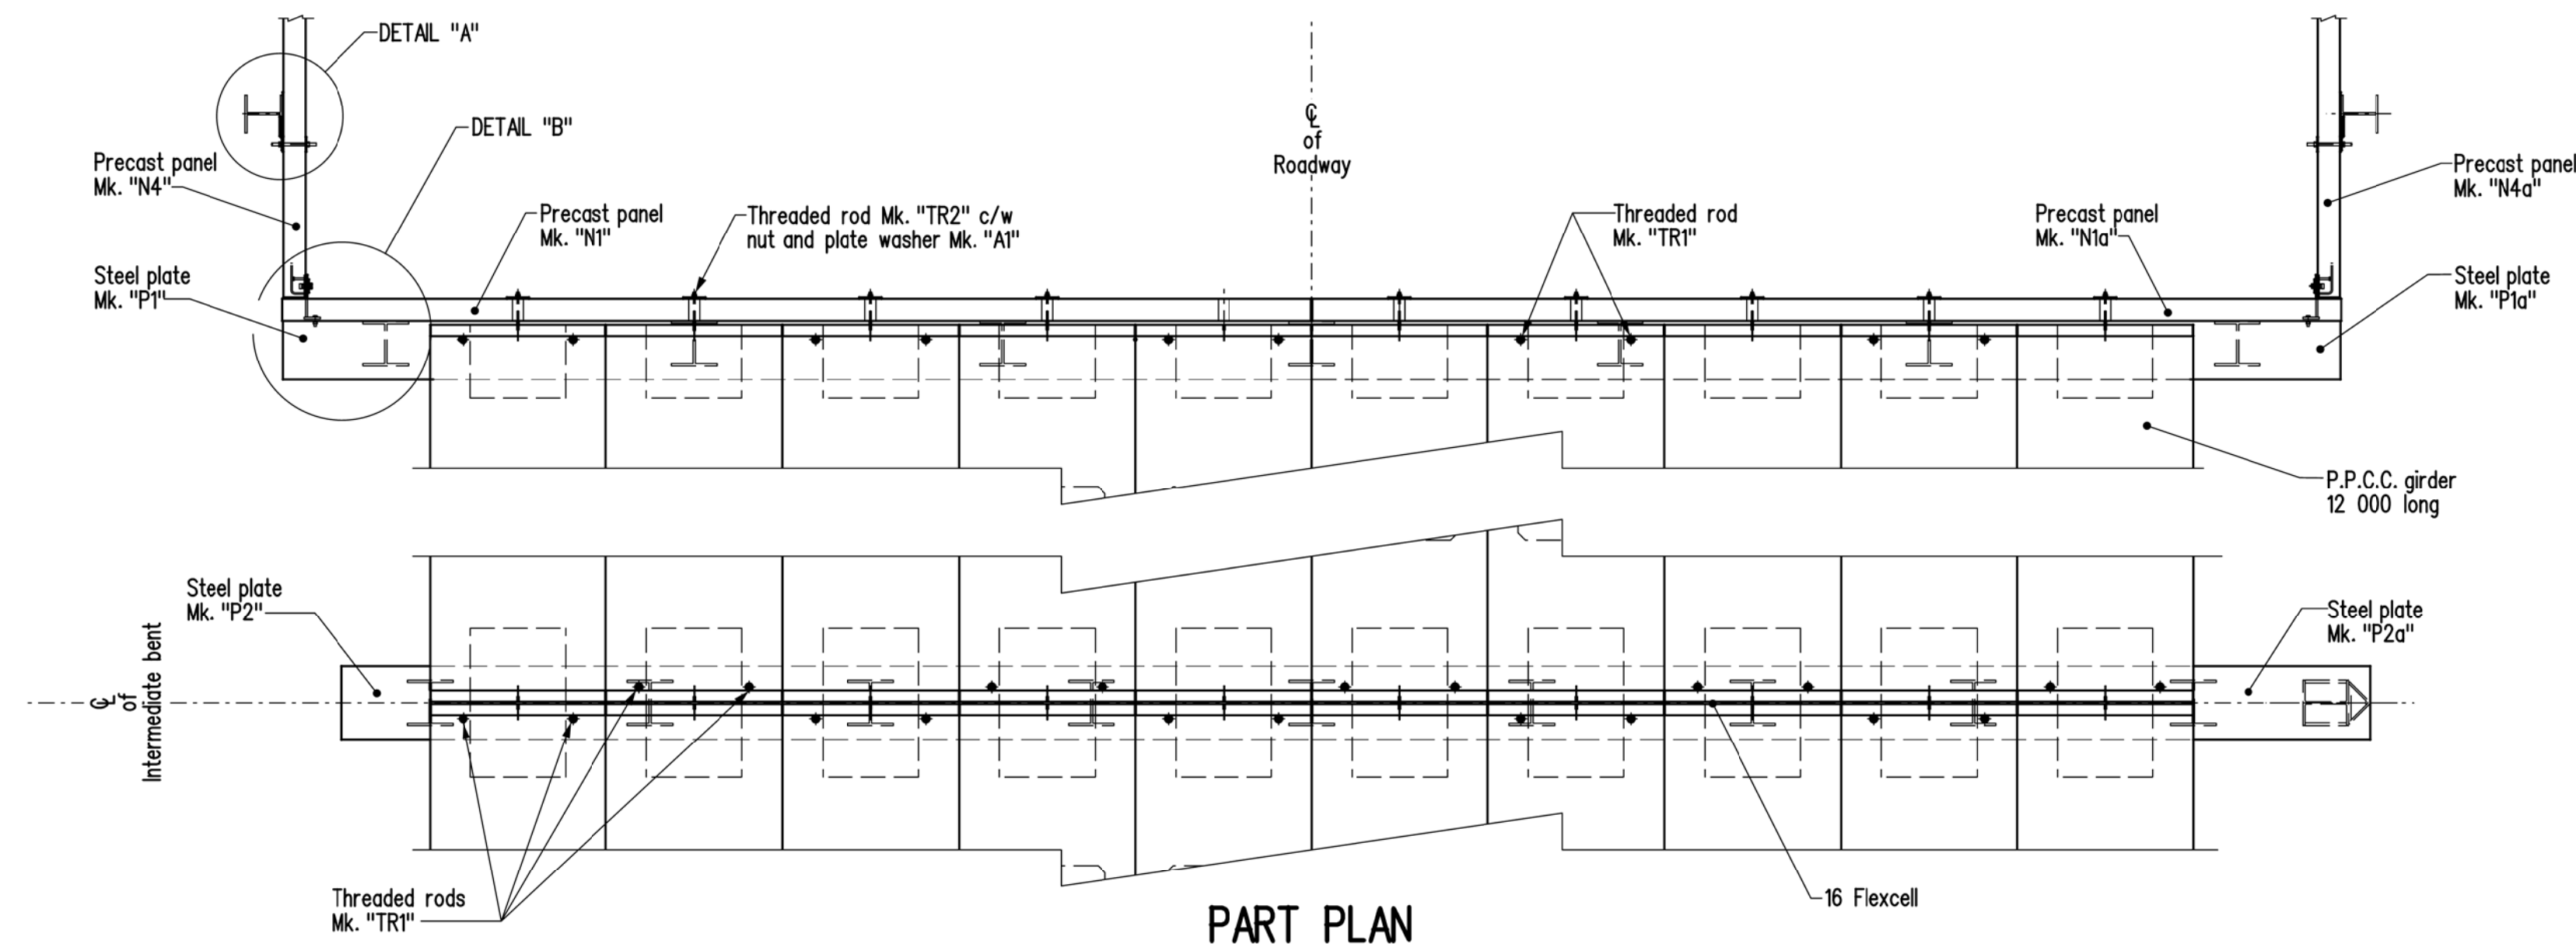 DETAIL "A"
DETAIL "B"
℄
of
Roadway
Precast panel
Mk. "N4"
Precast panel
Mk. "N4a"
Precast panel
Mk. "N1"
Threaded rod Mk. "TR2" c/w
nut and plate washer Mk. "A1"
Threaded rod
Mk. "TR1"
Precast panel
Mk. "N1a"
Steel plate
Mk. "P1"
Steel plate
Mk. "P1a"
P.P.C.C. girder
12 000 long
Steel plate
Mk. "P2"
Steel plate
Mk. "P2a"
℄
of
Intermediate bent
Threaded rods
Mk. "TR1"
16 Flexcell
PART PLAN